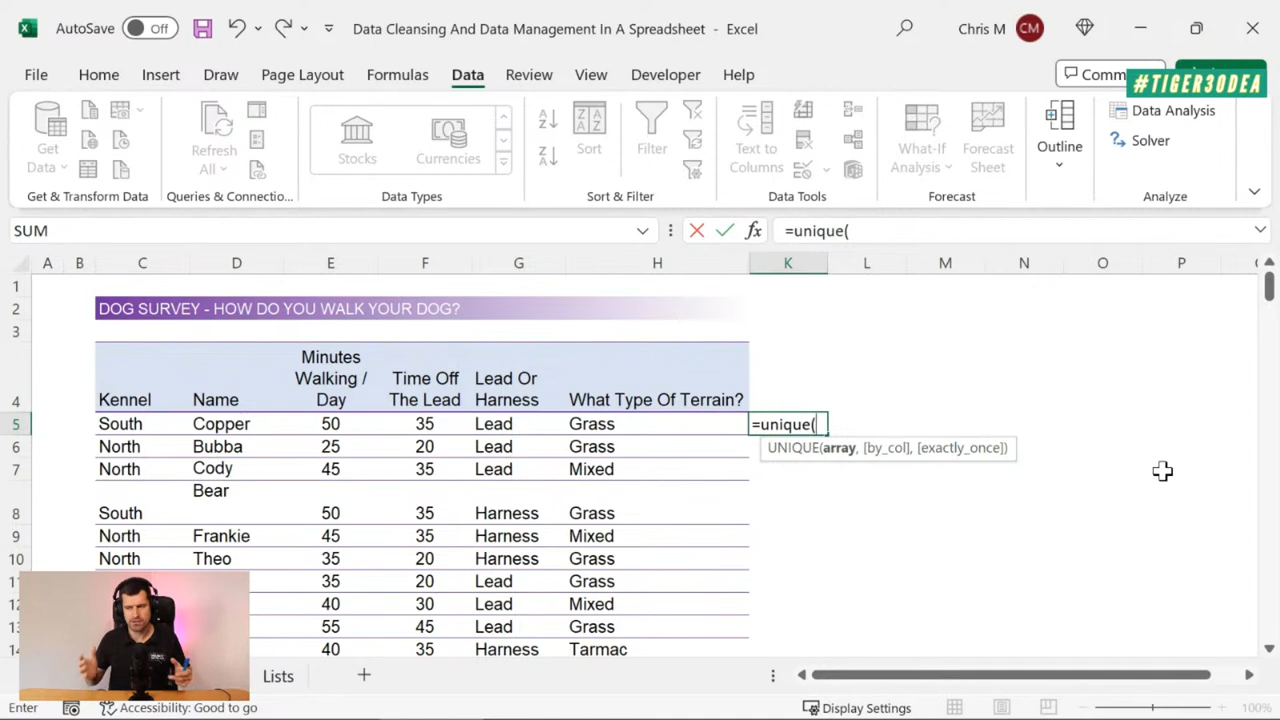 AutoSave Off Data Cleansing And Data Management In A Spreadsheet - Excel Chris M CM
File Home Insert Draw Page Layout Formulas Data Review View Developer Help
#TIGER30DEA
Get Data
Refresh All
Stocks
Currencies
Sort
Filter
Text to Columns
What-If Analysis
Forecast Sheet
Outline
Data Analysis
Solver
Get & Transform Data Queries & Connectio... Data Types Sort & Filter Data Tools Forecast Analyze
SUM fx =unique(
A B C D E F G H K L M N O P
1
2 DOG SURVEY - HOW DO YOU WALK YOUR DOG?
3
Minutes
Walking / Time Off Lead Or
4 Kennel Name Day The Lead Harness What Type Of Terrain?
5 South Copper 50 35 Lead Grass =unique(
6 North Bubba 25 20 Lead Grass UNIQUE(array, [by_col], [exactly_once])
7 North Cody 45 35 Lead Mixed
Bear
8 South 50 35 Harness Grass
9 North Frankie 45 35 Harness Mixed
10 North Theo 35 20 Harness Grass
11 35 20 Lead Grass
12 40 30 Lead Mixed
13 55 45 Lead Grass
14 40 35 Harness Tarmac
Lists
Enter Accessibility: Good to go Display Settings 100%